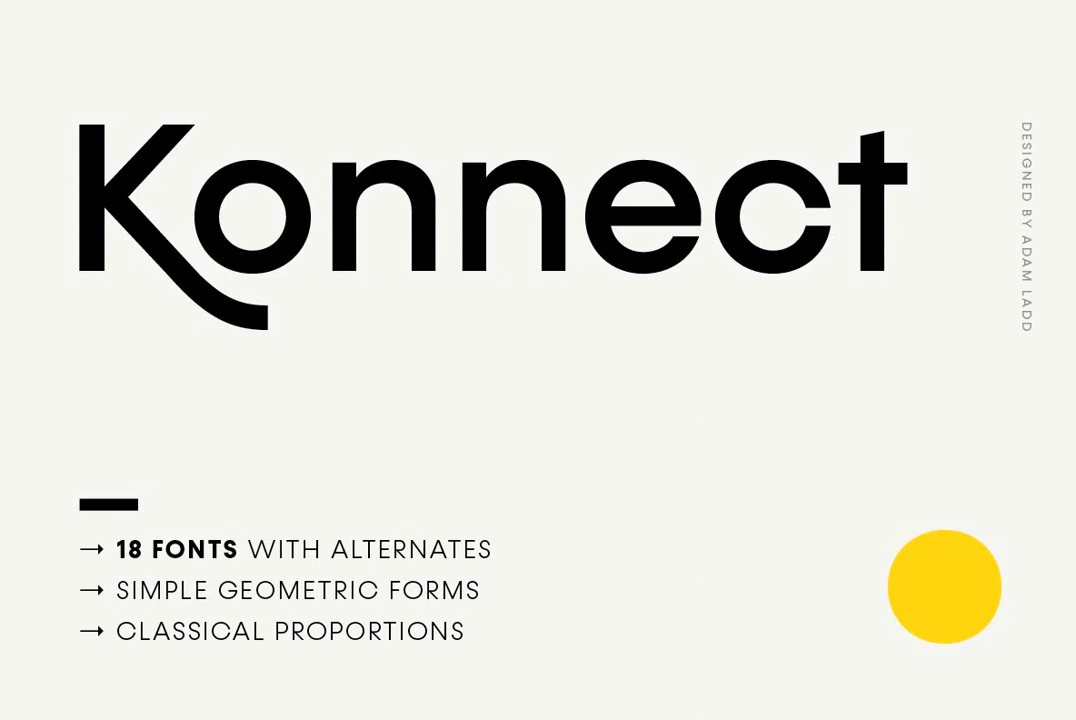 Konnect
DESIGNED BY ADAM LADD
→ 18 FONTS WITH ALTERNATES
→ SIMPLE GEOMETRIC FORMS
→ CLASSICAL PROPORTIONS